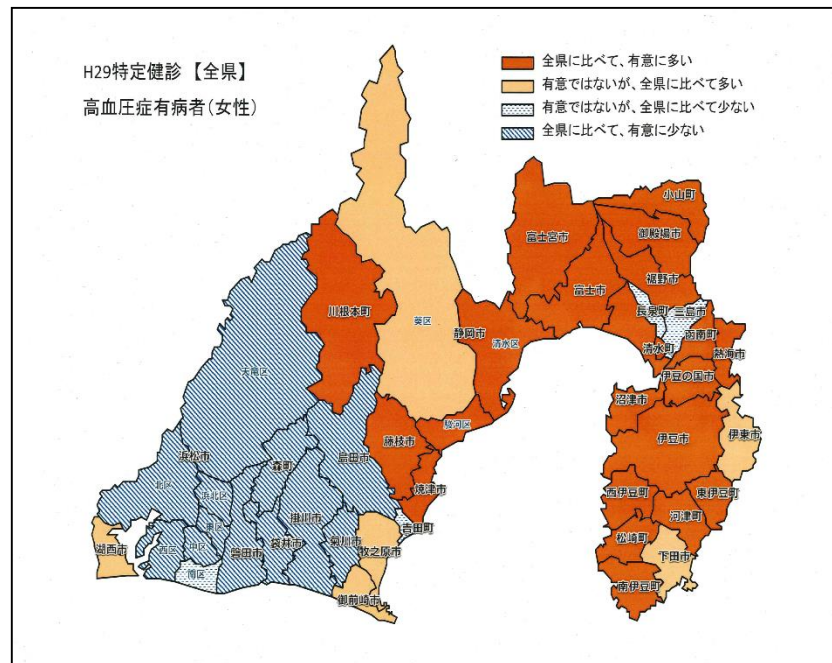 H29特定健診【全県】
高血圧症有病者(女性)
全県に比べて、有意に多い
有意ではないが、全県に比べて多い
有意ではないが、全県に比べて少ない
全県に比べて、有意に少ない
小山町
御殿場市
富士宮市
裾野市
富士市
長泉町
三島市
函南町
清水町
熱海市
川根本町
葵区
静岡市
清水区
伊豆の国市
沼津市
伊東市
伊豆市
駿河区
天竜区
藤枝市
島田市
浜松市
森町
焼津市
西伊豆町
東伊豆町
北区
浜北区
掛川市
河津町
吉田町
東区
菊川市
牧之原市
松崎町
湖西市
西区
中区
磐田市
袋井市
下田市
南区
御前崎市
南伊豆町